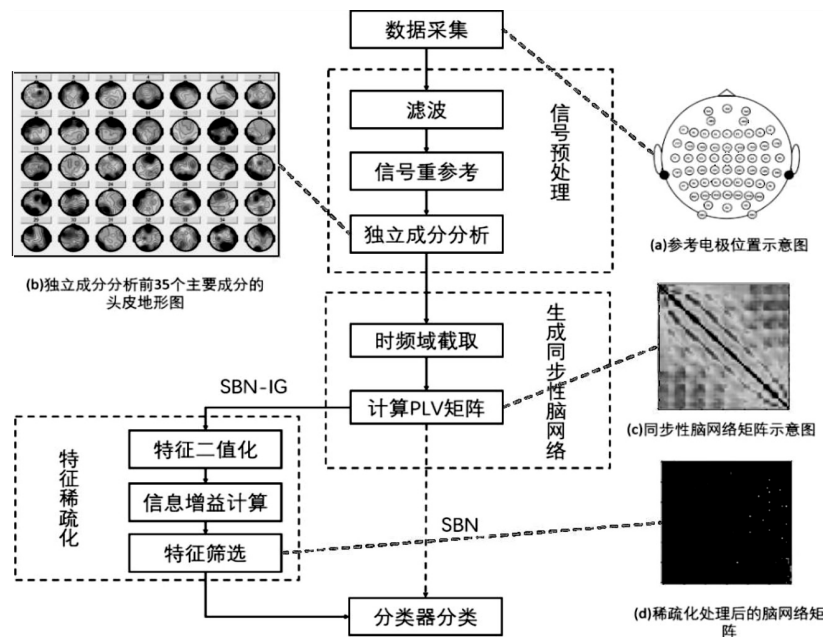 数据采集
滤波
信号重参考
独立成分分析
信号预处理
(a)参考电极位置示意图
(b)独立成分分析前35个主要成分的
头皮地形图
时频域截取
计算PLV矩阵
生成同步性脑网络
(c)同步性脑网络矩阵示意图
SBN-IG
特征二值化
信息增益计算
特征筛选
特征稀疏化
SBN
分类器分类
(d)稀疏化处理后的脑网络矩
阵